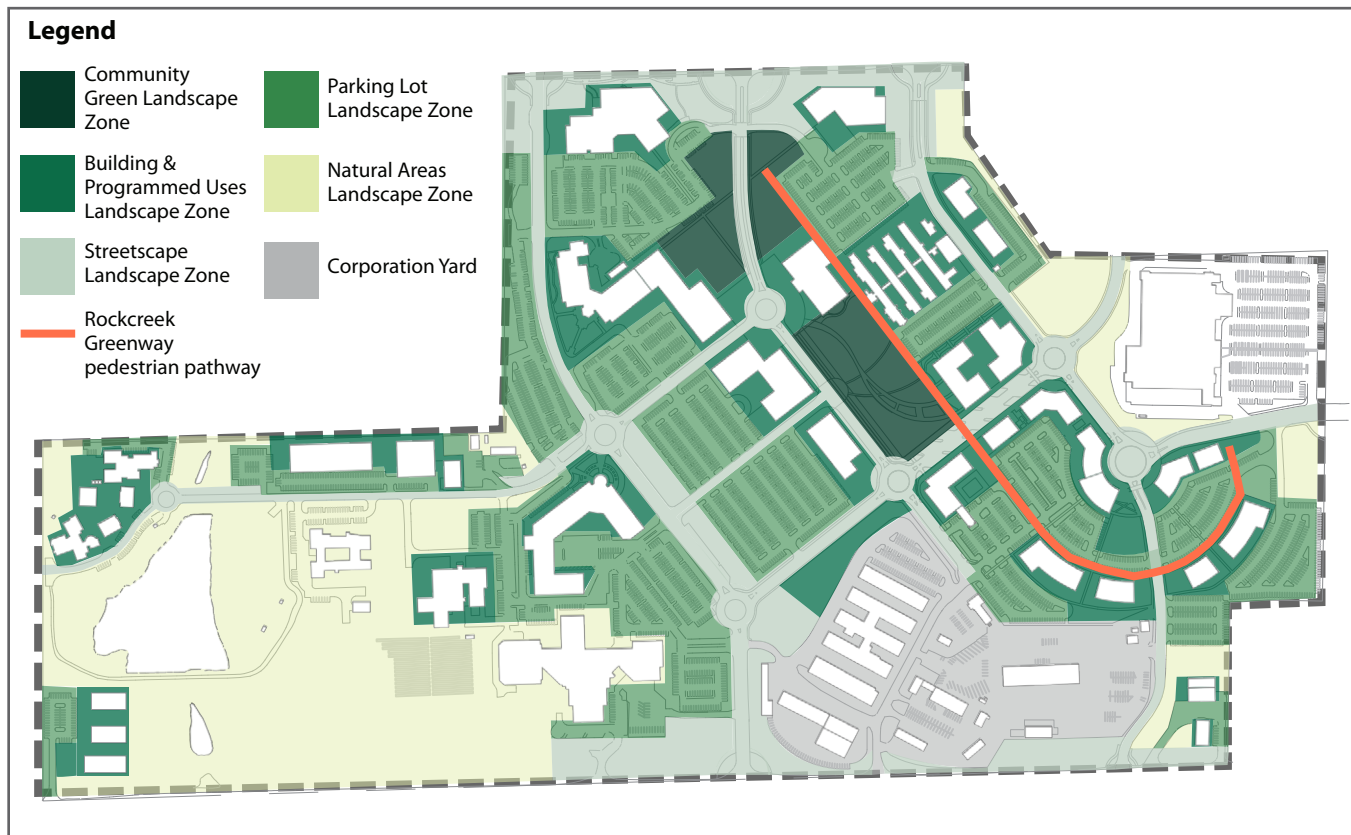 Legend
Community
Green Landscape
Zone
Building &
Programmed Uses
Landscape Zone
Streetscape
Landscape Zone
Rockcreek
Greenway
pedestrian pathway
Parking Lot
Landscape Zone
Natural Areas
Landscape Zone
Corporation Yard